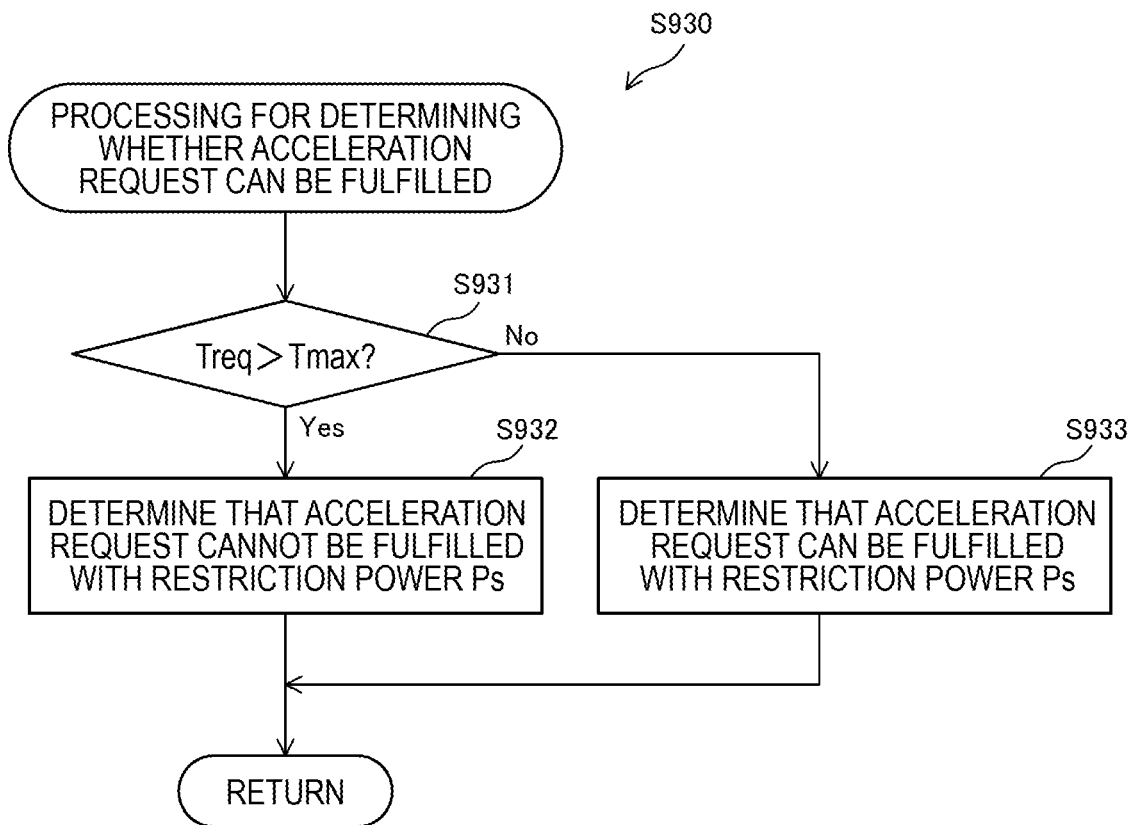 S930
PROCESSING FOR DETERMINING
WHETHER ACCELERATION
REQUEST CAN BE FULFILLED
S931
Treq＞Tmax?
No
Yes
S932
DETERMINE THAT ACCELERATION
REQUEST CANNOT BE FULFILLED
WITH RESTRICTION POWER Ps
S933
DETERMINE THAT ACCELERATION
REQUEST CAN BE FULFILLED
WITH RESTRICTION POWER Ps
RETURN